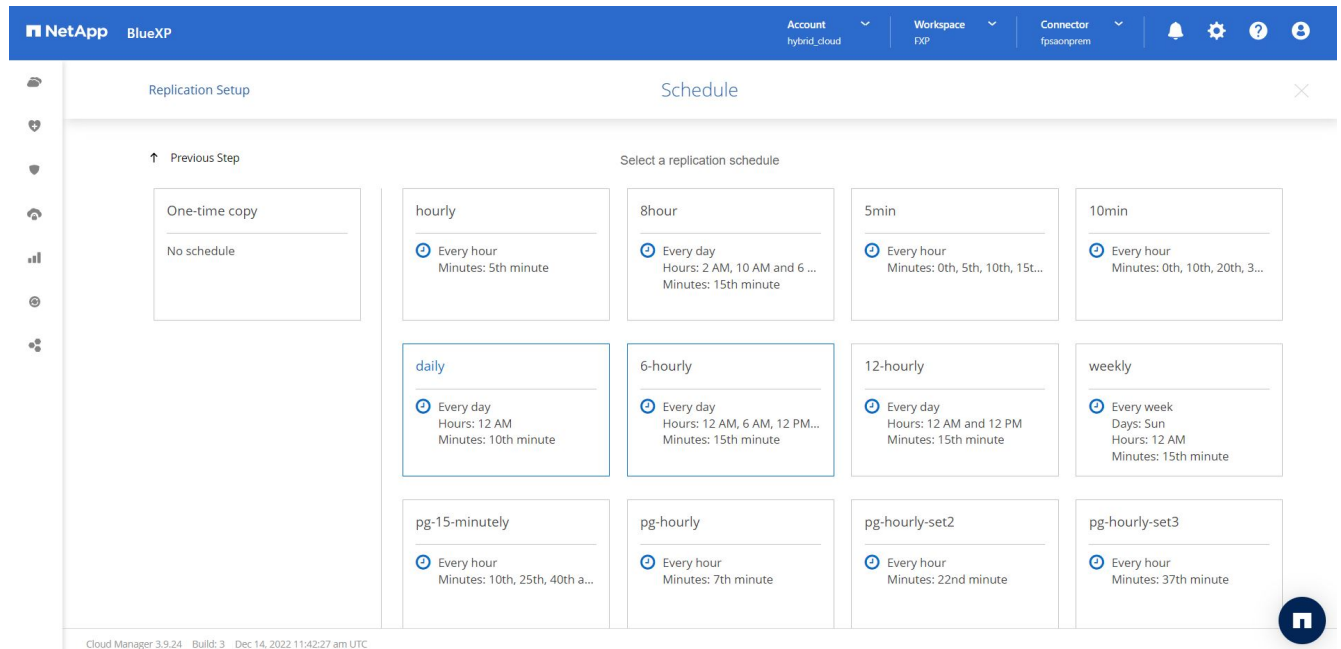 NetApp BlueXP
Account
hybrid_cloud
Workspace
FXP
Connector
fpsaonprem
Replication Setup
Schedule
Previous Step
Select a replication schedule
One-time copy
No schedule
hourly
Every hour
Minutes: 5th minute
8hour
Every day
Hours: 2 AM, 10 AM and 6 ...
Minutes: 15th minute
5min
Every hour
Minutes: 0th, 5th, 10th, 15t...
10min
Every hour
Minutes: 0th, 10th, 20th, 3...
daily
Every day
Hours: 12 AM
Minutes: 10th minute
6-hourly
Every day
Hours: 12 AM, 6 AM, 12 PM...
Minutes: 15th minute
12-hourly
Every day
Hours: 12 AM and 12 PM
Minutes: 15th minute
weekly
Every week
Days: Sun
Hours: 12 AM
Minutes: 15th minute
pg-15-minutely
Every hour
Minutes: 10th, 25th, 40th a...
pg-hourly
Every hour
Minutes: 7th minute
pg-hourly-set2
Every hour
Minutes: 22nd minute
pg-hourly-set3
Every hour
Minutes: 37th minute
Cloud Manager 3.9.24 Build: 3 Dec 14, 2022 11:42:27 am UTC